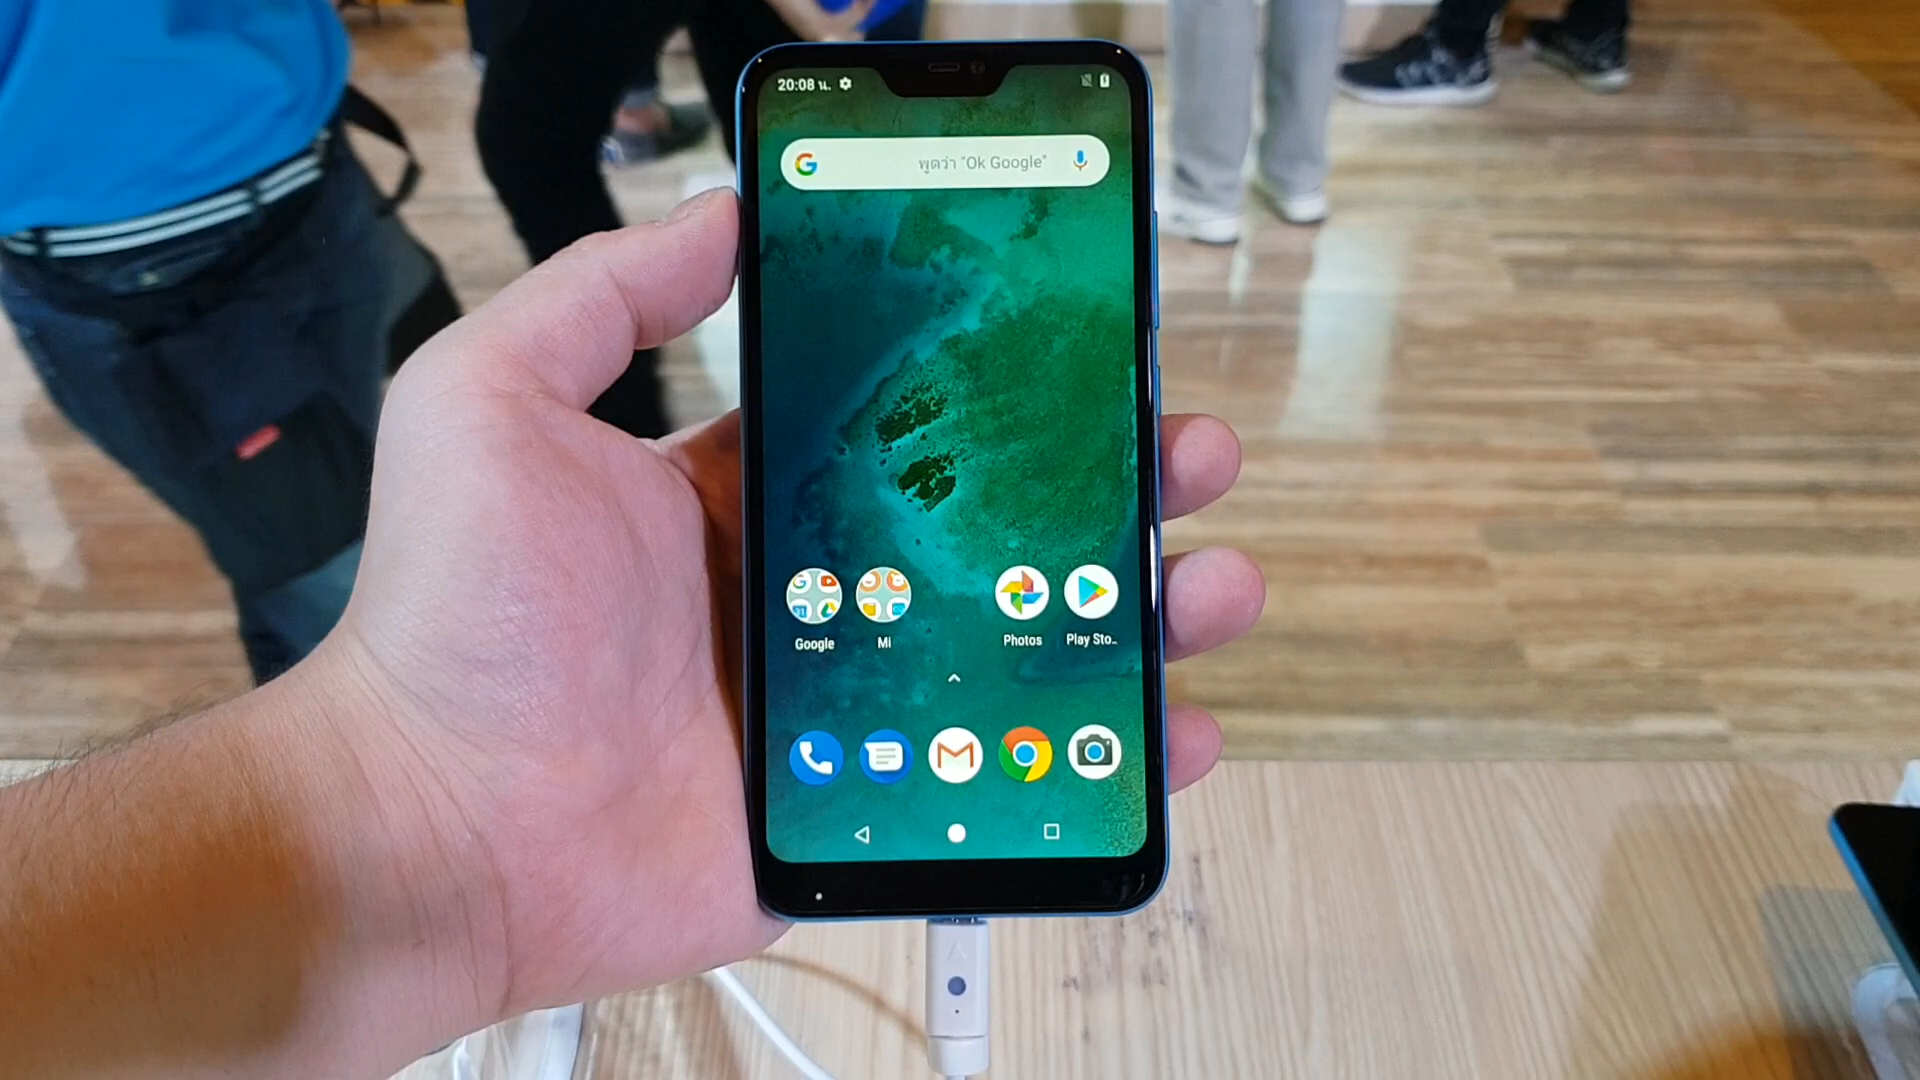 20:08 น.
พูดว่า "Ok Google"
Google
Mi
Photos
Play Sto..